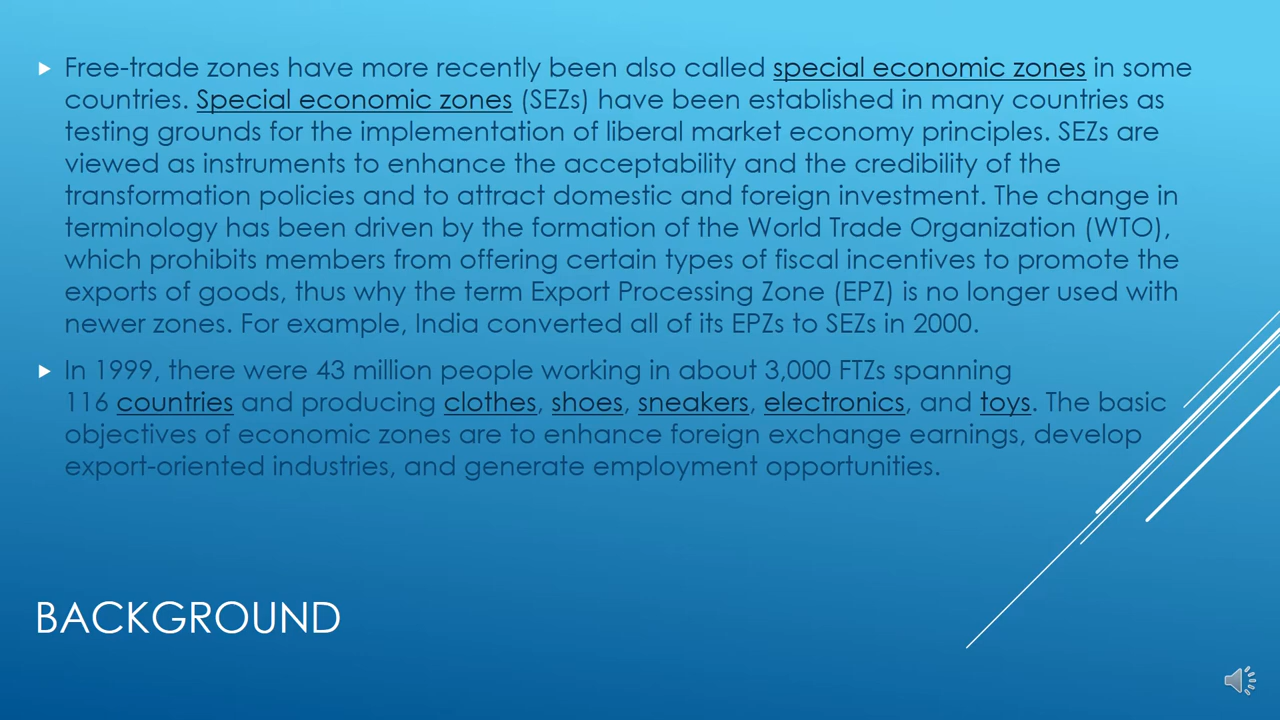 Free-trade zones have more recently been also called special economic zones in some
countries. Special economic zones (SEZs) have been established in many countries as
testing grounds for the implementation of liberal market economy principles. SEZs are
viewed as instruments to enhance the acceptability and the credibility of the
transformation policies and to attract domestic and foreign investment. The change in
terminology has been driven by the formation of the World Trade Organization (WTO),
which prohibits members from offering certain types of fiscal incentives to promote the
exports of goods, thus why the term Export Processing Zone (EPZ) is no longer used with
newer zones. For example, India converted all of its EPZs to SEZs in 2000.
In 1999, there were 43 million people working in about 3,000 FTZs spanning
116 countries and producing clothes, shoes, sneakers, electronics, and toys. The basic
objectives of economic zones are to enhance foreign exchange earnings, develop
export-oriented industries, and generate employment opportunities.
BACKGROUND